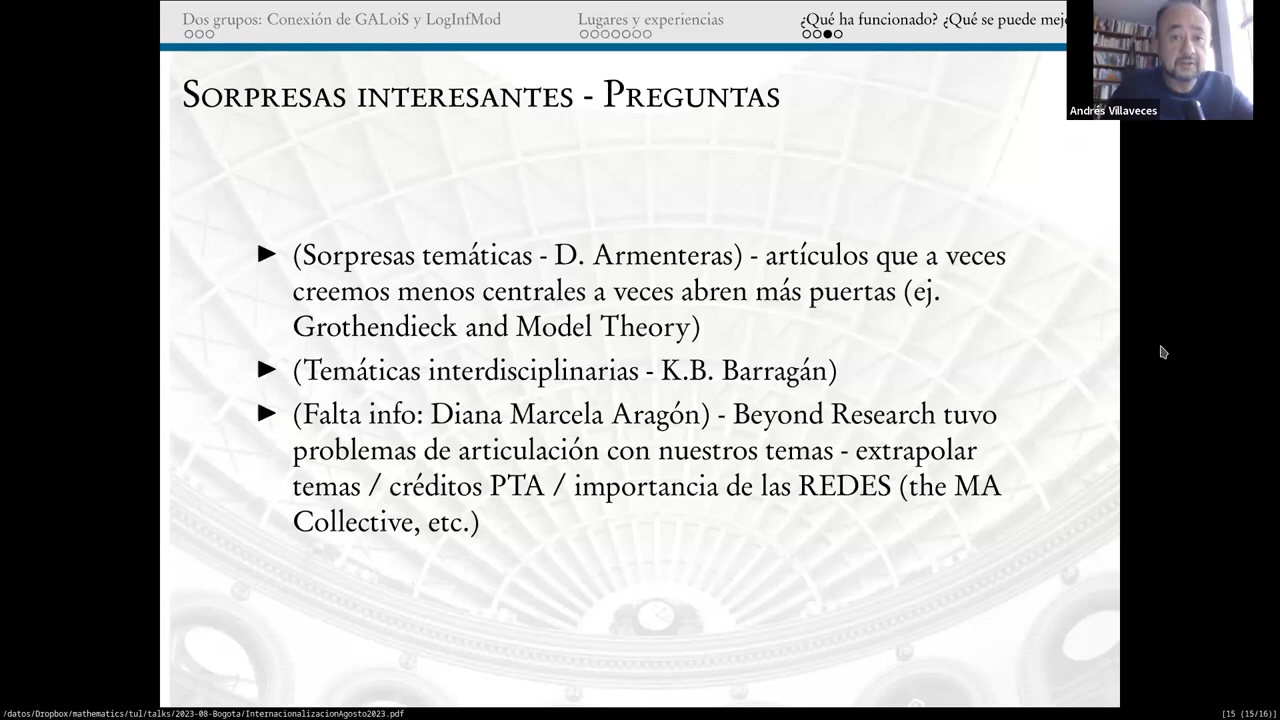 Dos grupos: Conexión de GALoiS y LogInfMod
Lugares y experiencias
¿Qué ha funcionado? ¿Qué se puede
Andrés Villaveces
Sorpresas interesantes - Preguntas
(Sorpresas temáticas - D. Armenteras) - artículos que a veces
creemos menos centrales a veces abren más puertas (ej.
Grothendieck and Model Theory)
(Temáticas interdisciplinarias - K.B. Barragán)
(Falta info: Diana Marcela Aragón) - Beyond Research tuvo
problemas de articulación con nuestros temas - extrapolar
temas / créditos PTA / importancia de las REDES (the MA
Collective, etc.)
/datos/Dropbox/mathematics/tul/talks/2023-08-Bogota/InternacionalizacionAgosto2023.pdf
[15 (15/16)]